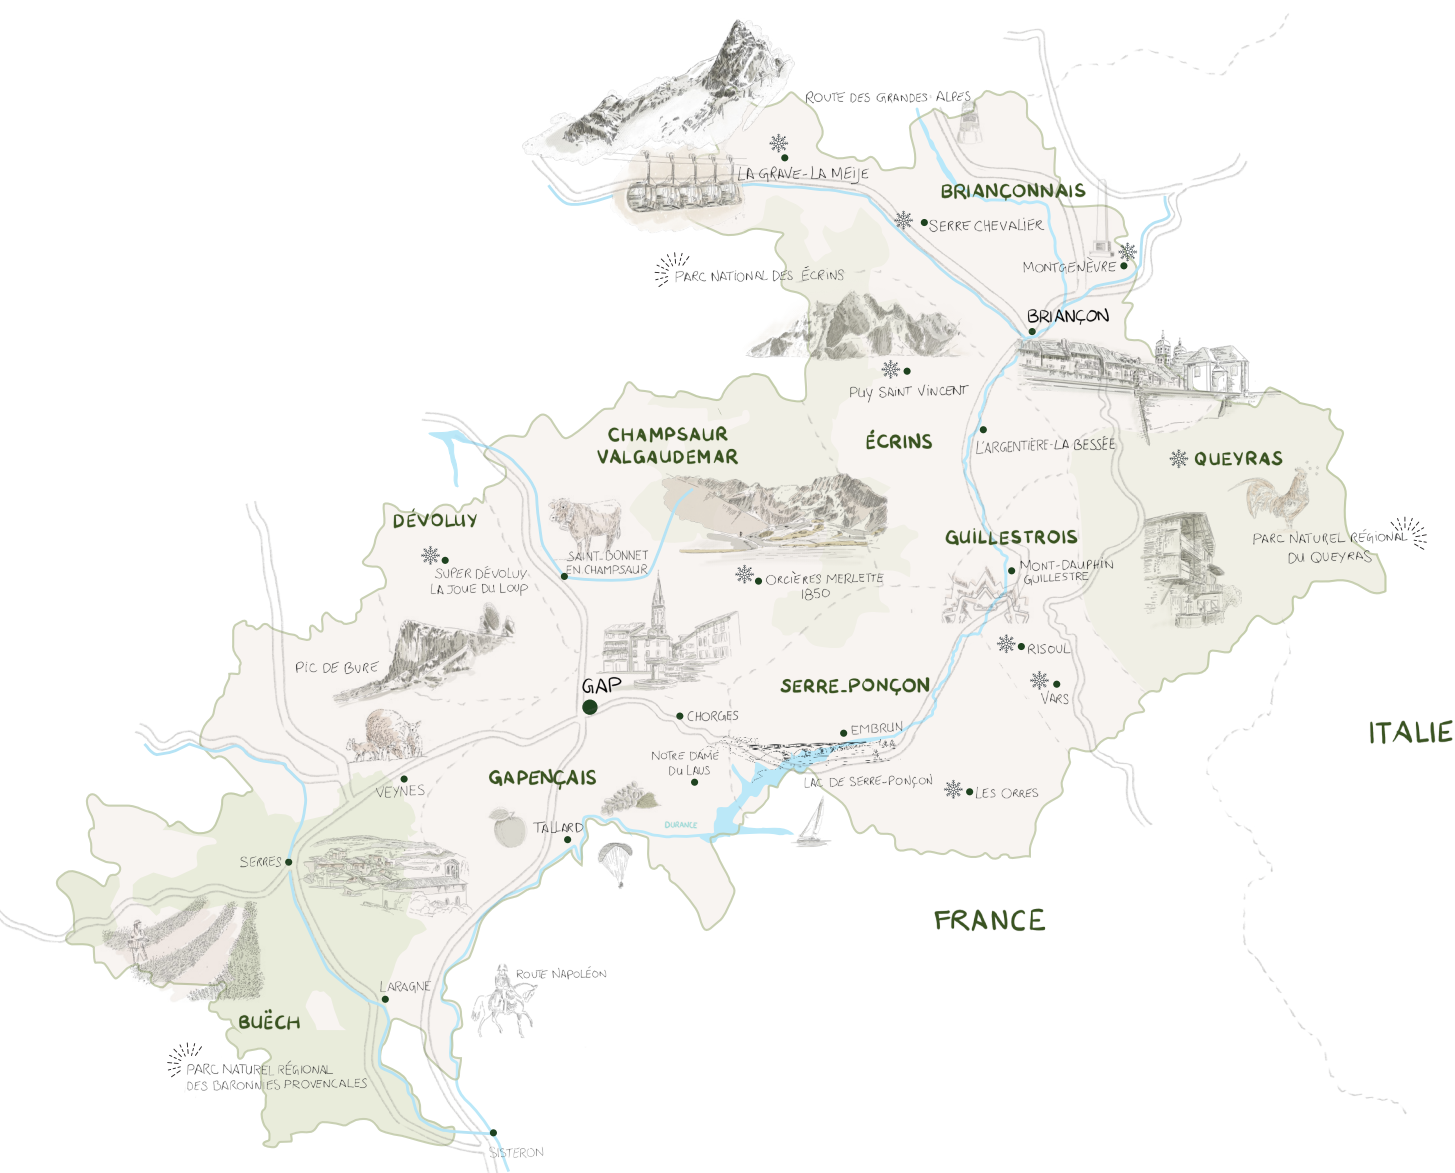 ROUTE DES GRANDES ALPES
LA GRAVE-LA MEIJE
BRIANÇONNAIS
SERRE CHEVALIER
MONTGENÈVRE
PARC NATIONAL DES ÉCRINS
BRIANÇON
PUY SAINT VINCENT
CHAMPSAUR
VALGAUDEMAR
ÉCRINS
L'ARGENTIÈRE-LA BESSÉE
QUEYRAS
DÉVOLUY
GUILLESTROIS
PARC NATUREL RÉGIONAL
DU QUEYRAS
SAINT-BONNET
EN CHAMPSAUR
SUPER DÉVOLUY
LA JOUE DU LOUP
ORCIÈRES MERLETTE
1850
MONT-DAUPHIN
GUILLESTRE
RISOUL
PIC DE BURE
GAP
SERRE-PONÇON
VARS
CHORGES
EMBRUN
ITALIE
NOTRE DAME
DU LAUS
GAPENÇAIS
LAC DE SERRE-PONÇON
LES ORRES
VEYNES
TALLARD
DURANCE
SERRES
FRANCE
ROUTE NAPOLÉON
LARAGNE
BUËCH
PARC NATUREL RÉGIONAL
DES BARONNIES PROVENCALES
SISTERON